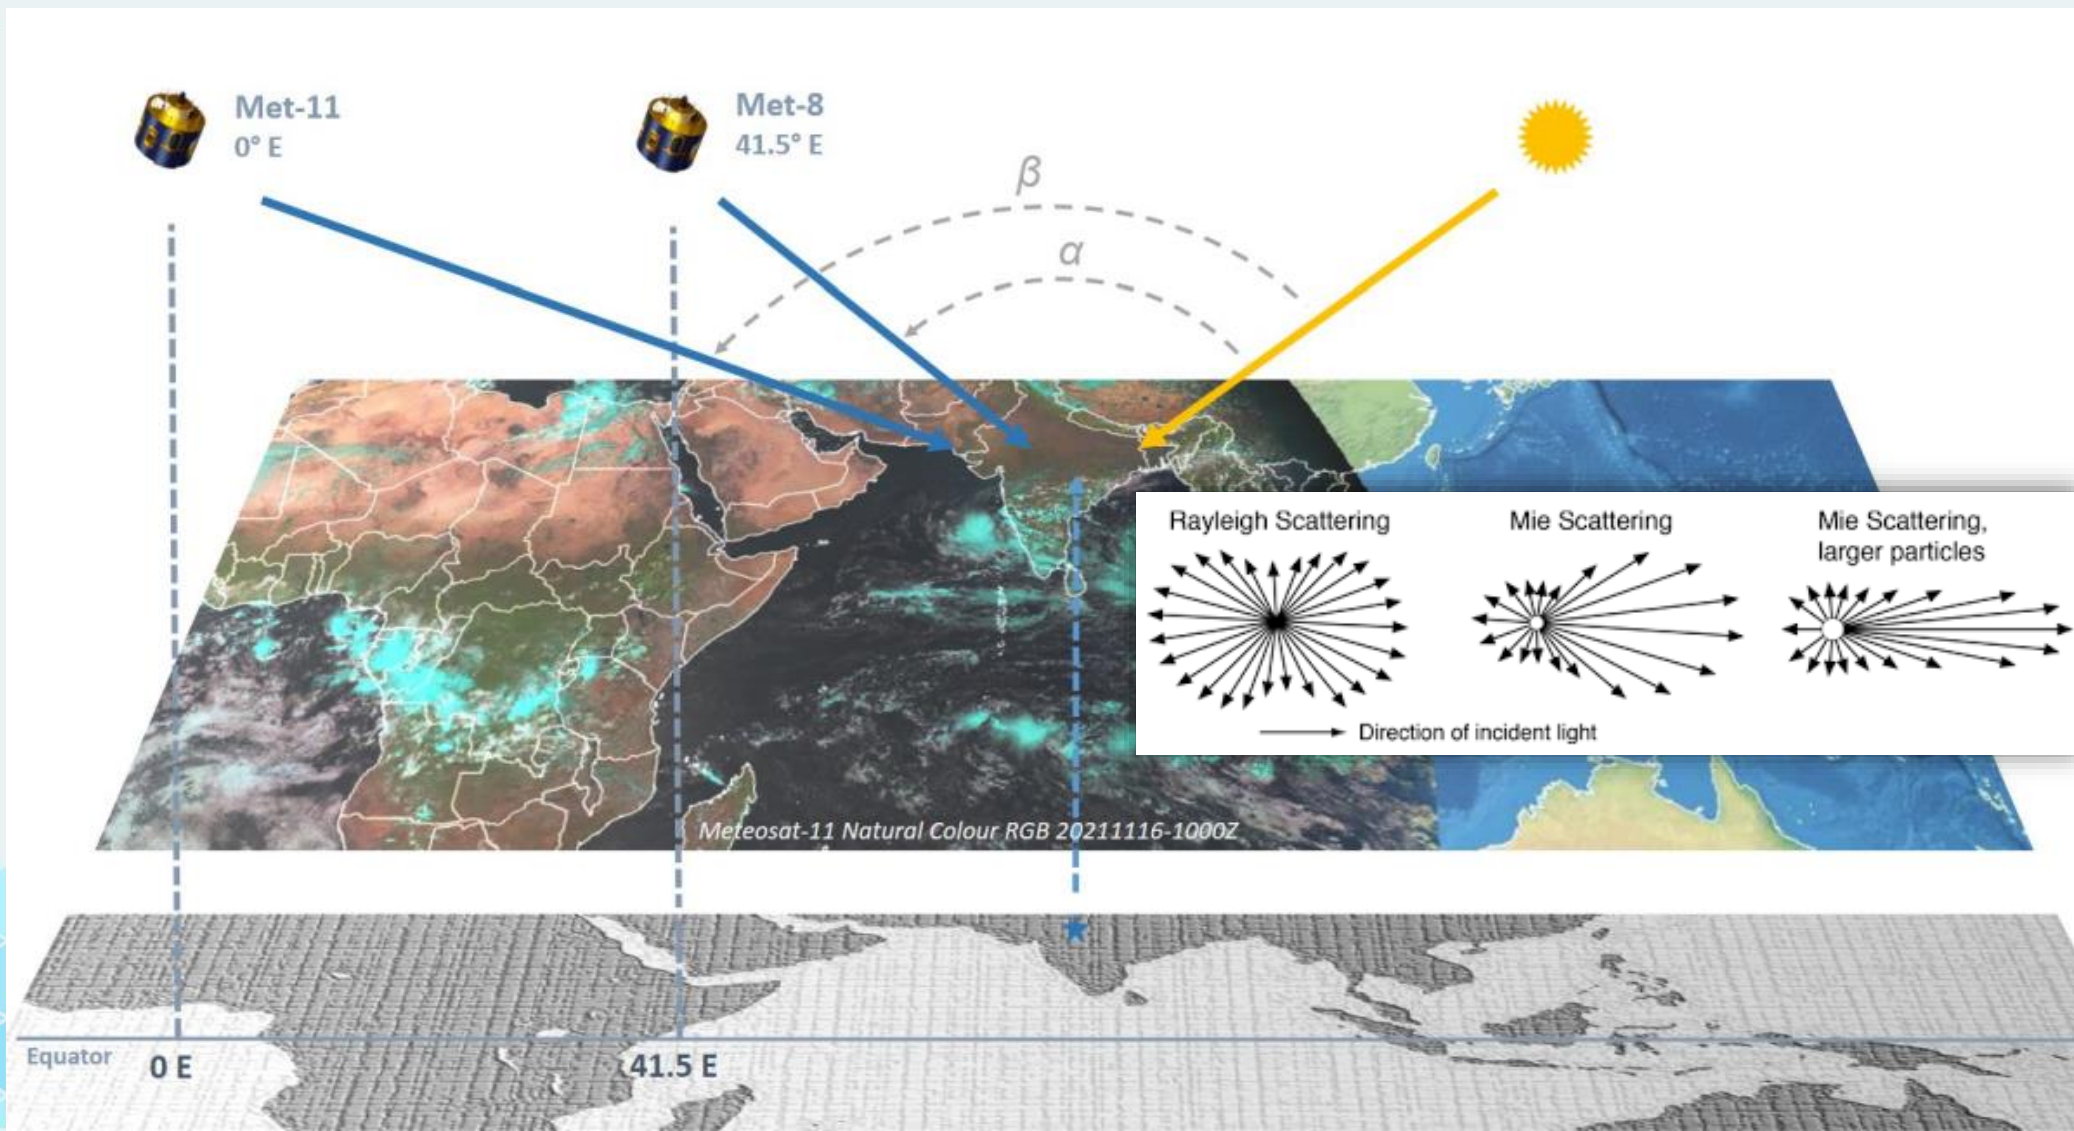 Met-11
0° E
Met-8
41.5° E
β
α
Rayleigh Scattering
Mie Scattering
Mie Scattering,
larger particles
Direction of incident light
Meteosat-11 Natural Colour RGB 20211116-1000Z
Equator
0 E
41.5 E